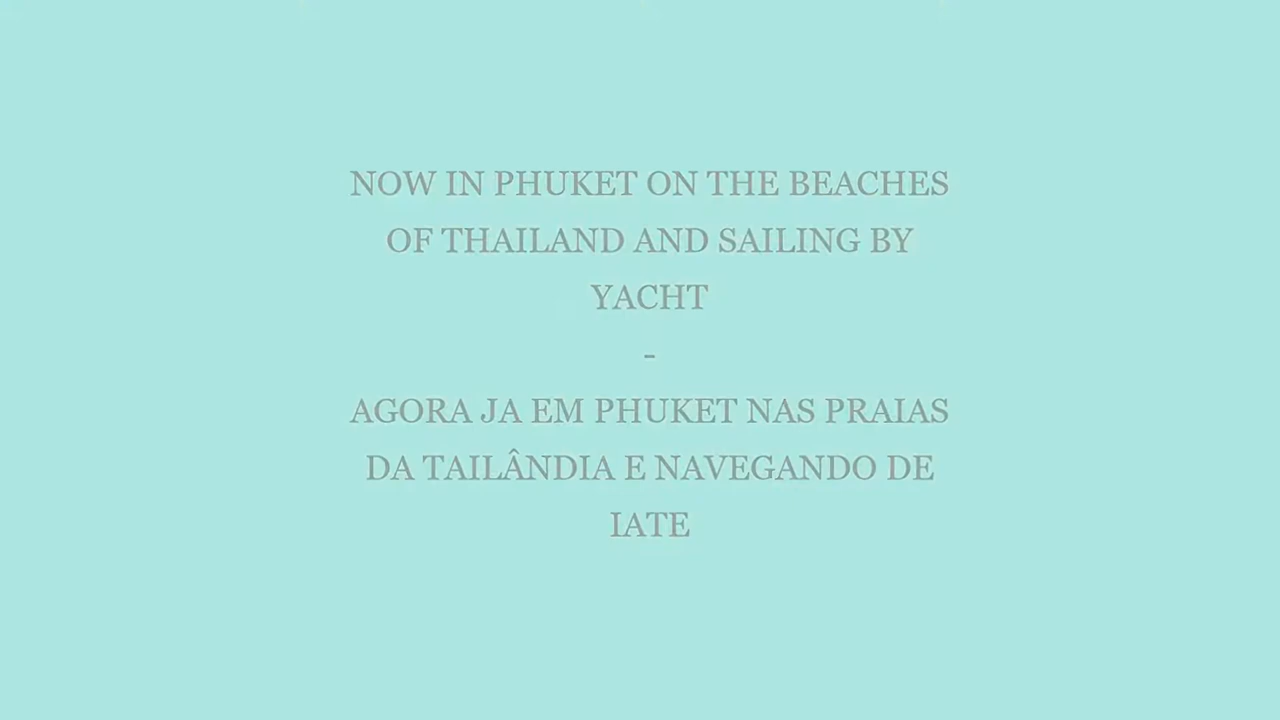 NOW IN PHUKET ON THE BEACHES
OF THAILAND AND SAILING BY
YACHT
-
AGORA JA EM PHUKET NAS PRAIAS
DA TAILÂNDIA E NAVEGANDO DE
IATE